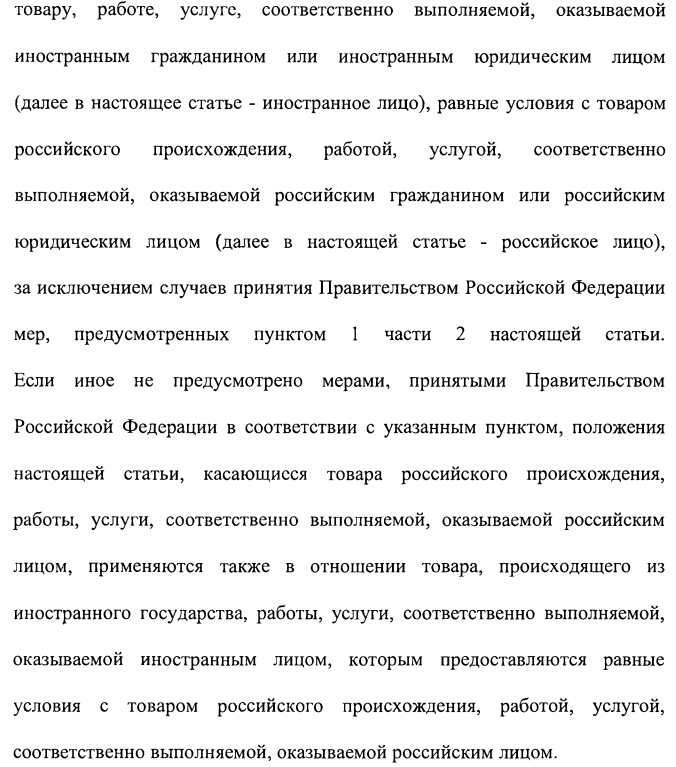 товару, работе, услуге, соответственно выполняемой, оказываемой
иностранным гражданином или иностранным юридическим лицом
(далее в настоящее статье - иностранное лицо), равные условия с товаром
российского происхождения, работой, услугой, соответственно
выполняемой, оказываемой российским гражданином или российским
юридическим лицом (далее в настоящей статье - российское лицо),
за исключением случаев принятия Правительством Российской Федерации
мер, предусмотренных пунктом 1 части 2 настоящей статьи.
Если иное не предусмотрено мерами, принятыми Правительством
Российской Федерации в соответствии с указанным пунктом, положения
настоящей статьи, касающиеся товара российского происхождения,
работы, услуги, соответственно выполняемой, оказываемой российским
лицом, применяются также в отношении товара, происходящего из
иностранного государства, работы, услуги, соответственно выполняемой,
оказываемой иностранным лицом, которым предоставляются равные
условия с товаром российского происхождения, работой, услугой,
соответственно выполняемой, оказываемой российским лицом.